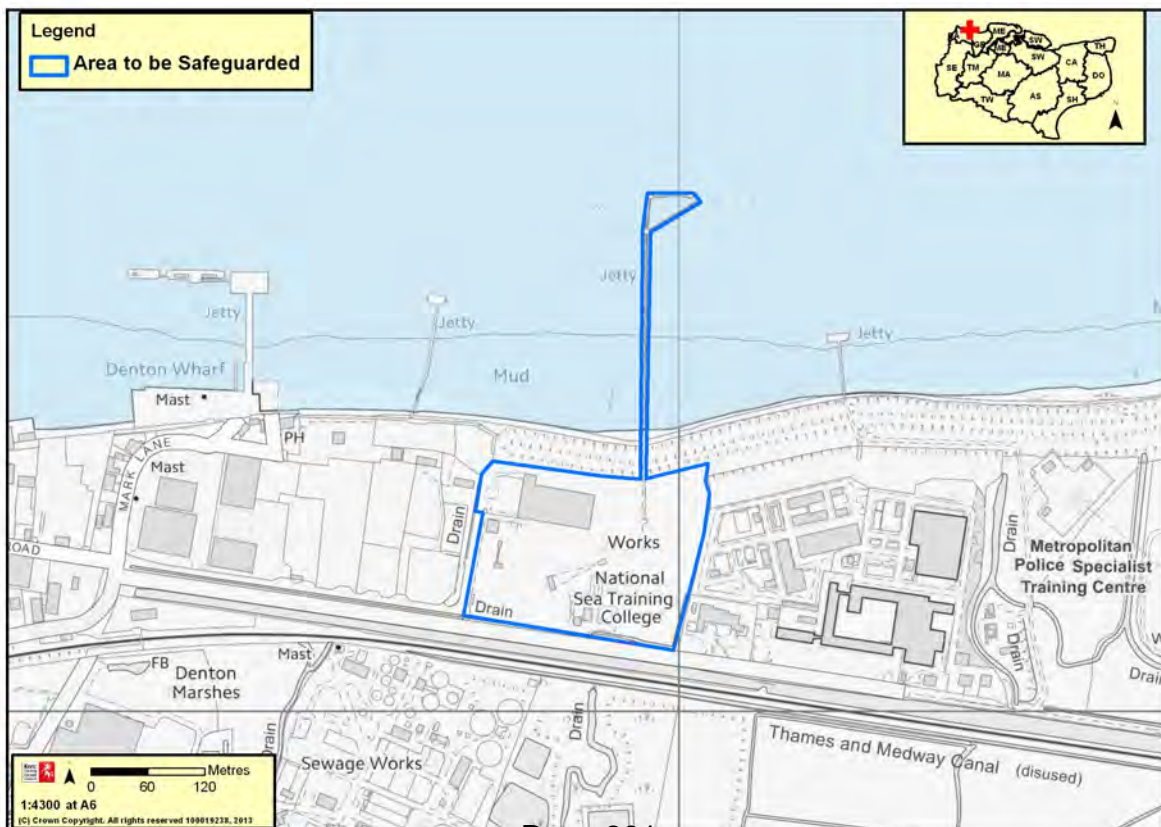 Legend
Area to be Safeguarded
ME
SW
ME
SW
TH
SE
TM
MA
CA
DO
TW
AS
SH
Jetty
Jetty
Jetty
Jetty
Denton Wharf
Mud
Mast
PH
MARK LANE
Mast
ROAD
Drain
Works
National
Sea Training
College
Drain
Drain
Metropolitan
Police Specialist
Training Centre
Drain
Drain
Mast
FB
Denton
Marshes
Drain
Drain
Sewage Works
Thames and Medway Canal (disused)
Metres
0 60 120
1:4300 at A6
(C) Crown Copyright. All rights reserved 100019238, 2013